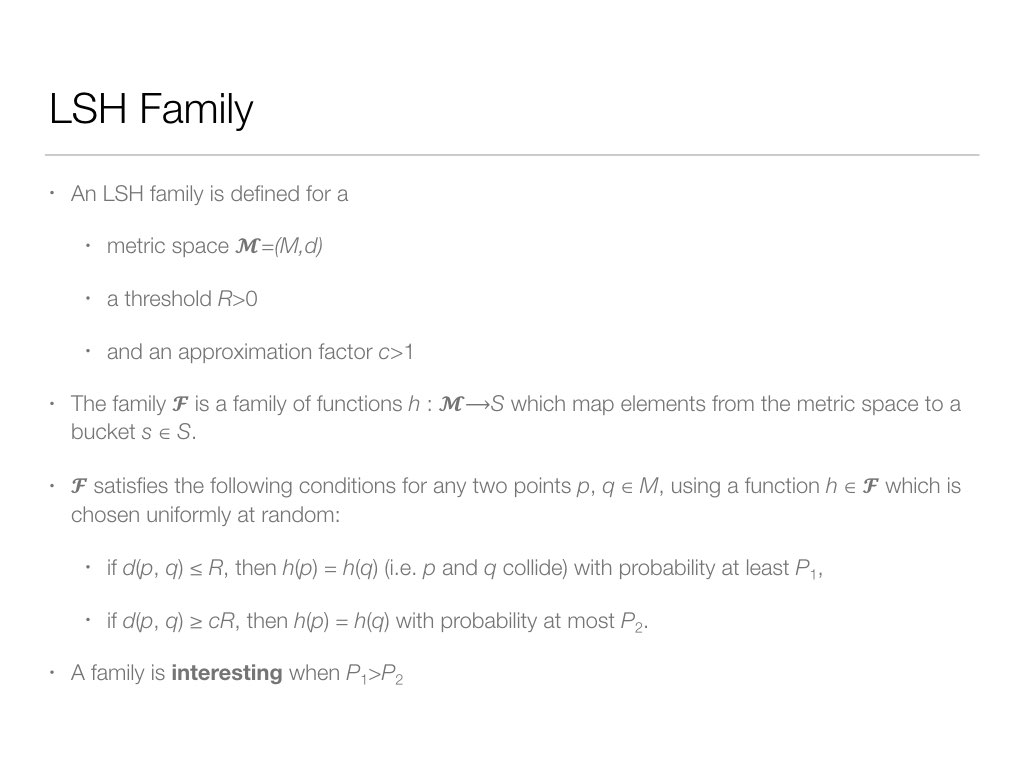 LSH Family
• An LSH family is defined for a
• metric space 𝓜=(M,d)
• a threshold R>0
• and an approximation factor c>1
• The family 𝓕 is a family of functions h : 𝓜⟶S which map elements from the metric space to a
bucket s ∈ S.
• 𝓕 satisfies the following conditions for any two points p, q ∈ M, using a function h ∈ 𝓕 which is
chosen uniformly at random:
• if d(p, q) ≤ R, then h(p) = h(q) (i.e. p and q collide) with probability at least P₁,
• if d(p, q) ≥ cR, then h(p) = h(q) with probability at most P₂.
• A family is interesting when P₁>P₂